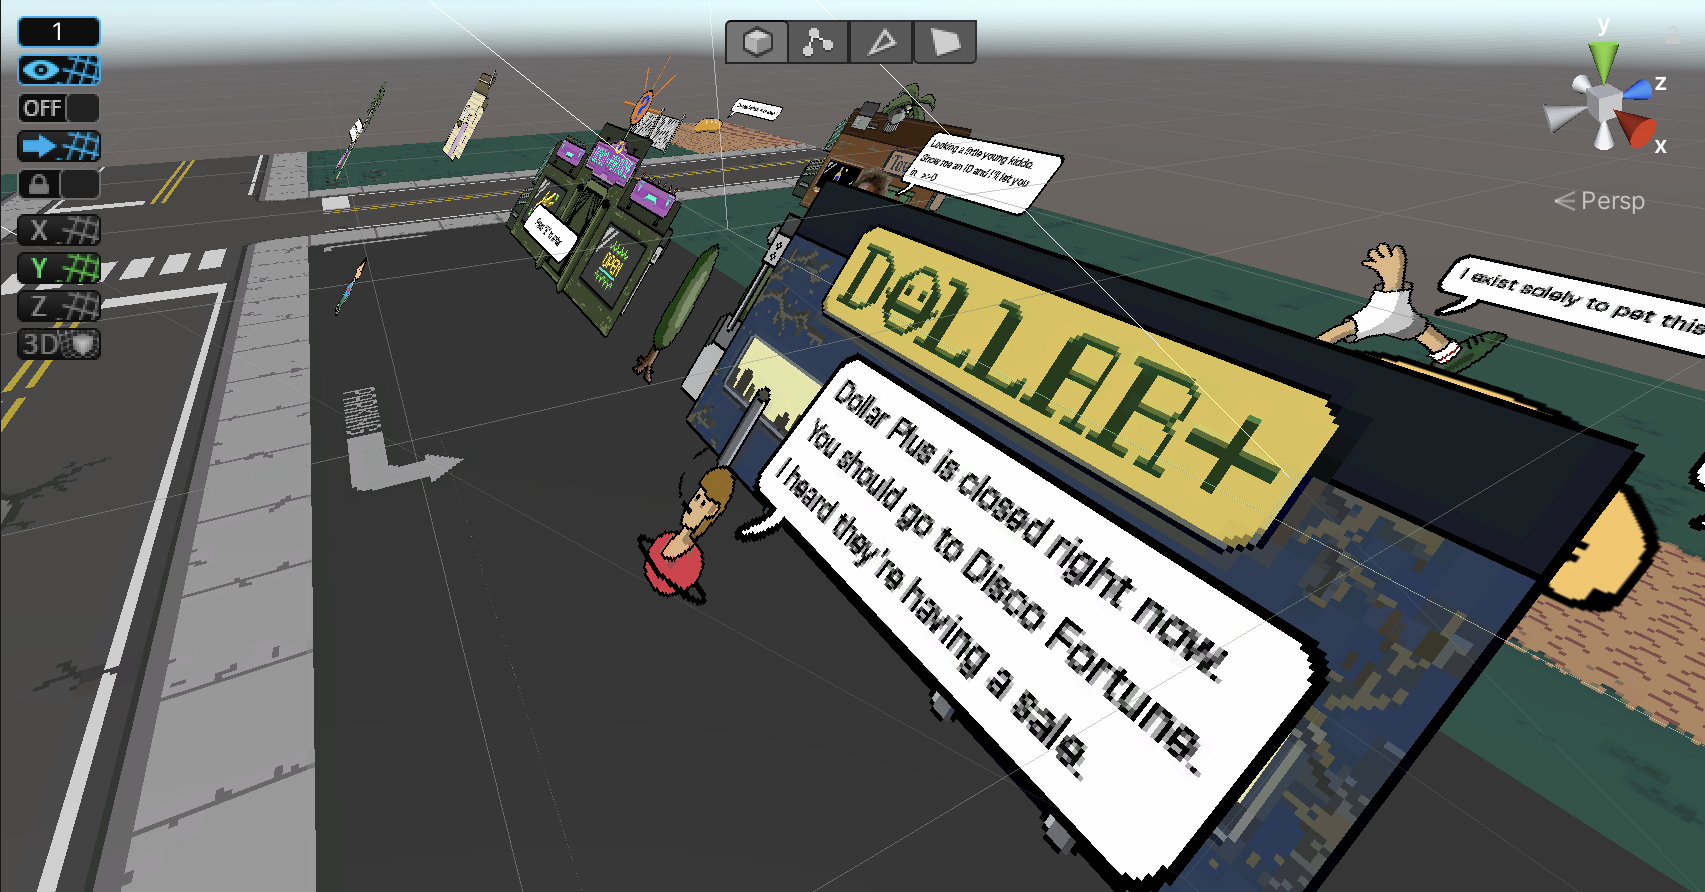 1
OFF
X
Y
Z
3D
y
z
x
Persp
Looking a little young kiddo.
Show me an ID and I'll let you
in. >:-D
OPEN
DOLLAR+
I exist solely to pet this
Dollar Plus is closed right now.
You should go to Disco Fortune.
I heard they're having a sale.